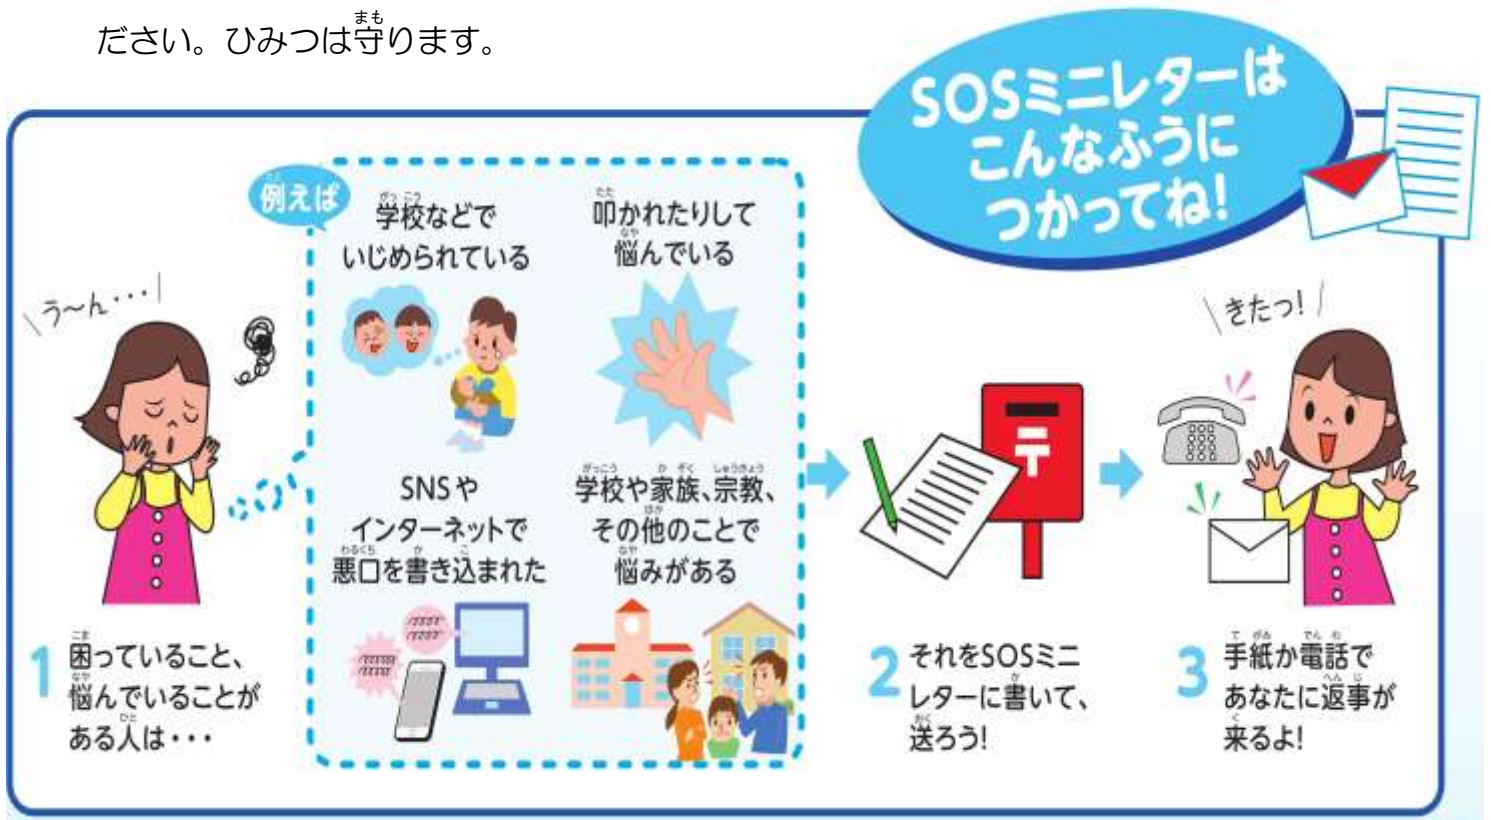 ださい。ひみつは守ります。
SOSミニレターは
こんなふうに
つかってね!
例えば
学校などで
いじめられている
叩かれたりして
悩んでいる
SNSや
インターネットで
悪口を書き込まれた
学校や家族、宗教、
その他のことで
悩みがある
う〜ん・・・
1 困っていること、
悩んでいることが
ある人は・・・
〒
2 それをSOSミニ
レターに書いて、
送ろう!
きたっ!
3 手紙か電話で
あなたに返事が
来るよ!